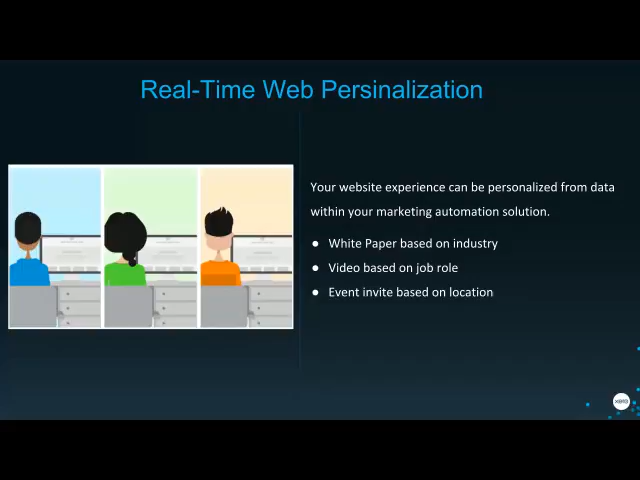 Real-Time Web Persinalization
Your website experience can be personalized from data
within your marketing automation solution.
● White Paper based on industry
● Video based on job role
● Event invite based on location
xero